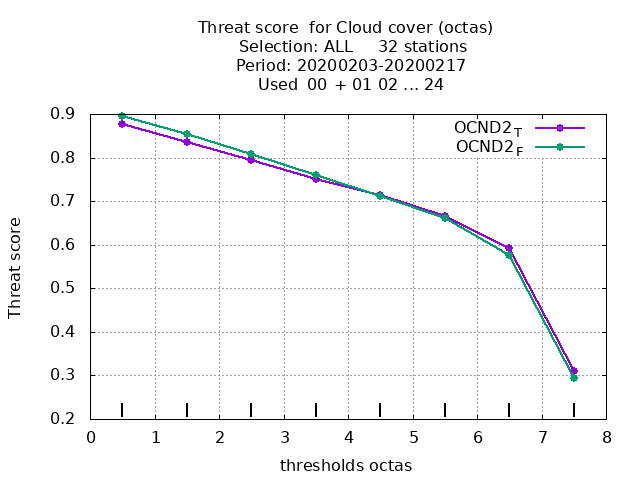 Threat score  for Cloud cover (octas)
Selection: ALL     32 stations
Period: 20200203-20200217
Used  00 + 01 02 ... 24
OCND2T
OCND2F
0.9
0.8
0.7
0.6
0.5
0.4
0.3
0.2
Threat score
0 1 2 3 4 5 6 7 8
thresholds octas